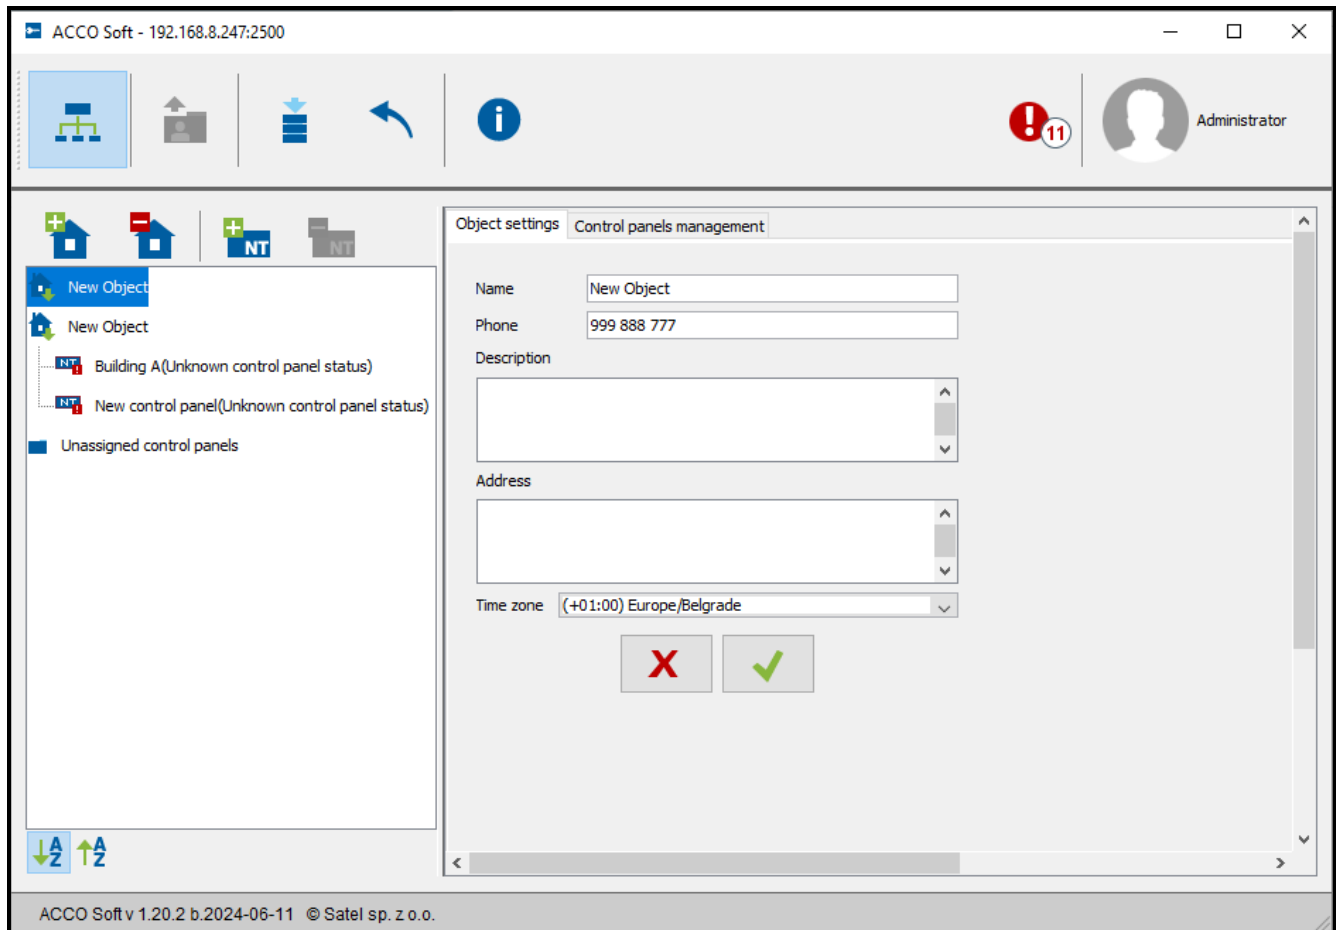 ACCO Soft - 192.168.8.247:2500
11
Administrator
NT
NT
Object settings
Control panels management
New Object
New Object
NT
Building A(Unknown control panel status)
NT
New control panel(Unknown control panel status)
Unassigned control panels
Name
New Object
Phone
999 888 777
Description
Address
Time zone
(+01:00) Europe/Belgrade
X
A
Z
A
Z
ACCO Soft v 1.20.2 b.2024-06-11 © Satel sp. z o.o.